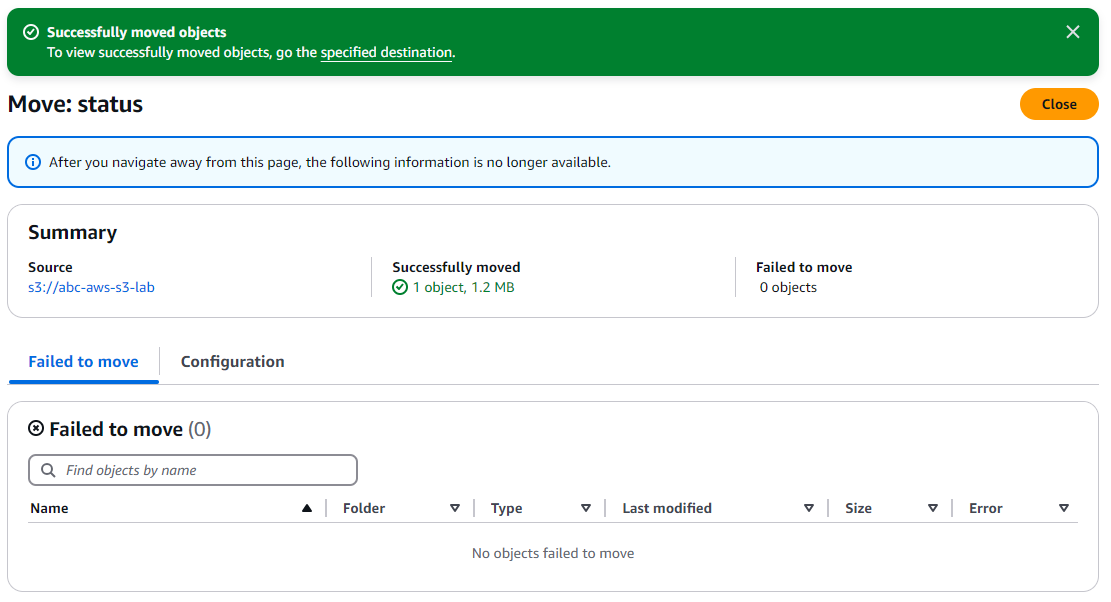 Successfully moved objects
To view successfully moved objects, go the specified destination.
Move: status
Close
After you navigate away from this page, the following information is no longer available.
Summary
Source
s3://abc-aws-s3-lab
Successfully moved
1 object, 1.2 MB
Failed to move
0 objects
Failed to move
Configuration
Failed to move (0)
Find objects by name
Name
Folder
Type
Last modified
Size
Error
No objects failed to move